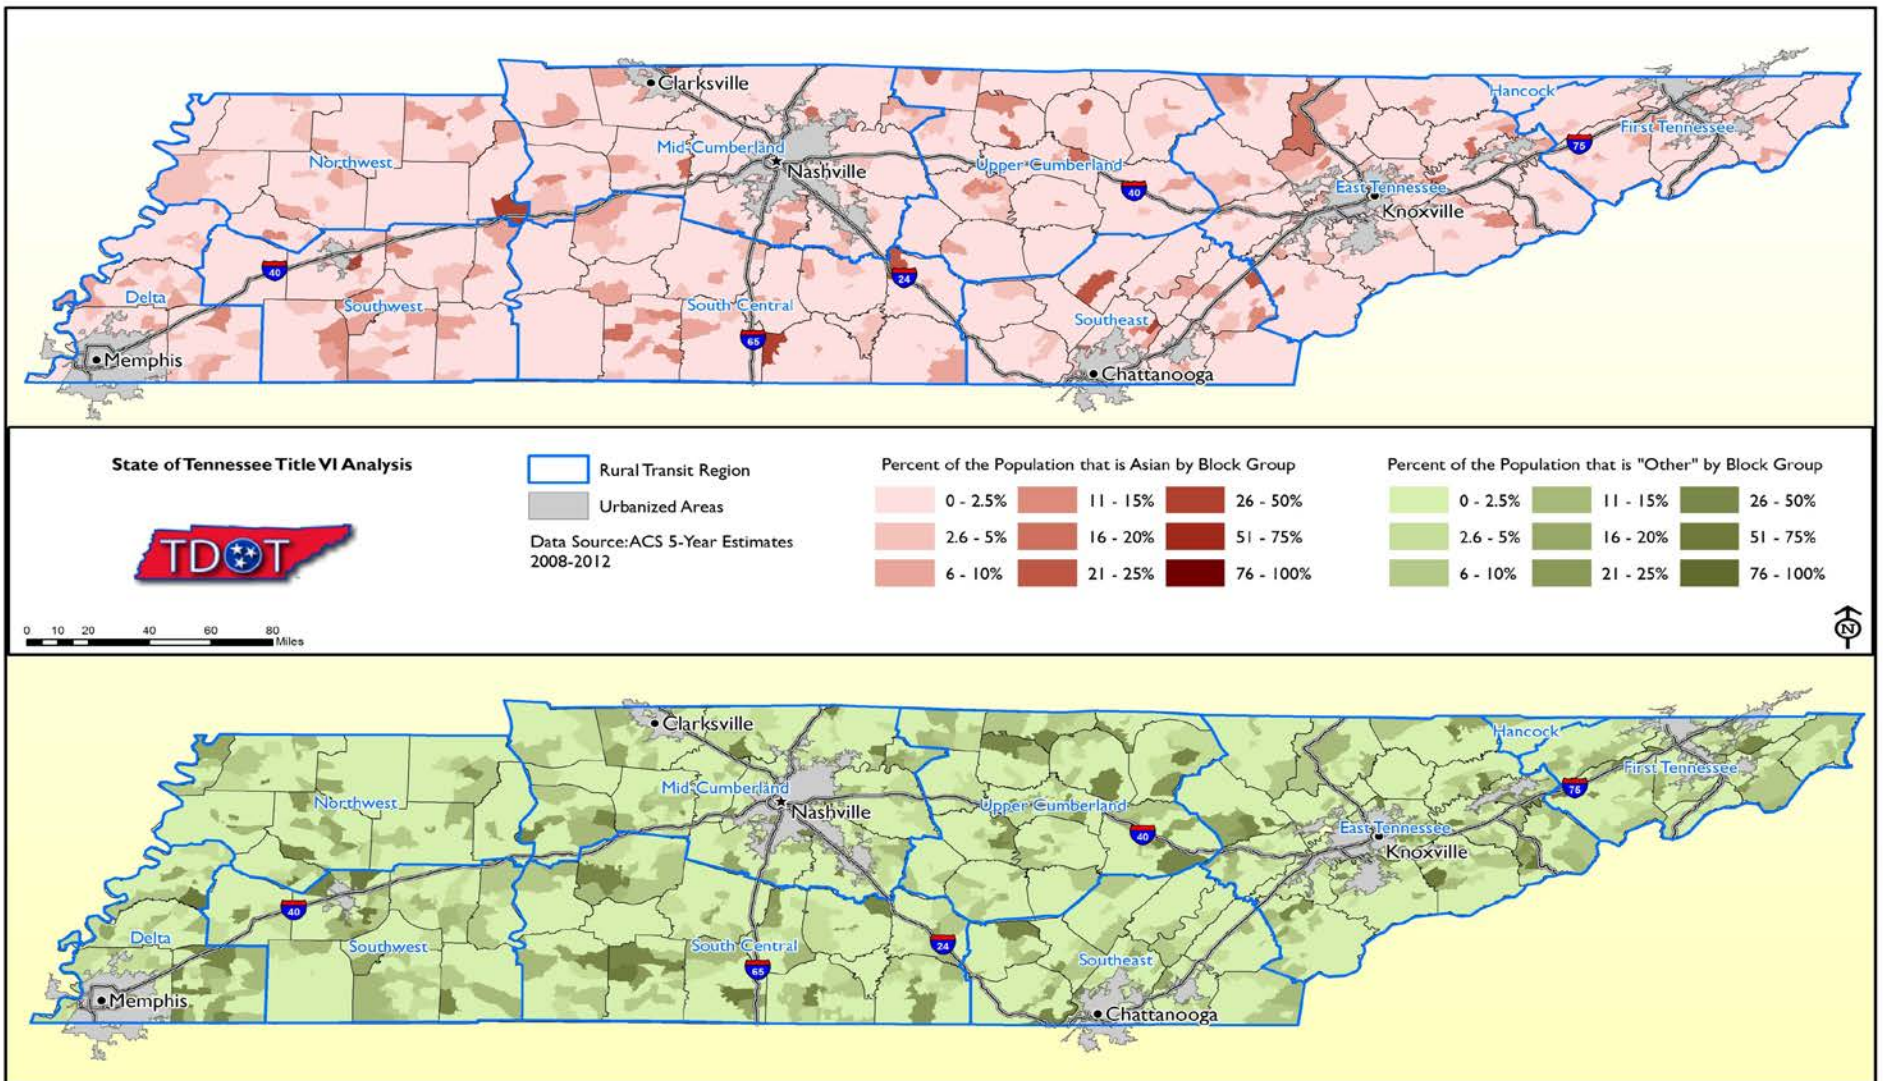 Clarksville
Hancock
First Tennessee
Northwest
Mid-Cumberland
Nashville
Upper Cumberland
75
40
East Tennessee
Knoxville
40
24
Delta
Southwest
South Central
Southeast
65
Memphis
Chattanooga
State of Tennessee Title VI Analysis
TDOT
0 10 20 40 60 80
Miles
Rural Transit Region
Urbanized Areas
Data Source: ACS 5-Year Estimates
2008-2012
Percent of the Population that is Asian by Block Group
0 - 2.5% 11 - 15% 26 - 50%
2.6 - 5% 16 - 20% 51 - 75%
6 - 10% 21 - 25% 76 - 100%
Percent of the Population that is "Other" by Block Group
0 - 2.5% 11 - 15% 26 - 50%
2.6 - 5% 16 - 20% 51 - 75%
6 - 10% 21 - 25% 76 - 100%
N
Clarksville
Hancock
First Tennessee
Northwest
Mid-Cumberland
Nashville
Upper Cumberland
75
40
East Tennessee
Knoxville
40
24
Delta
Southwest
South Central
Southeast
65
Memphis
Chattanooga